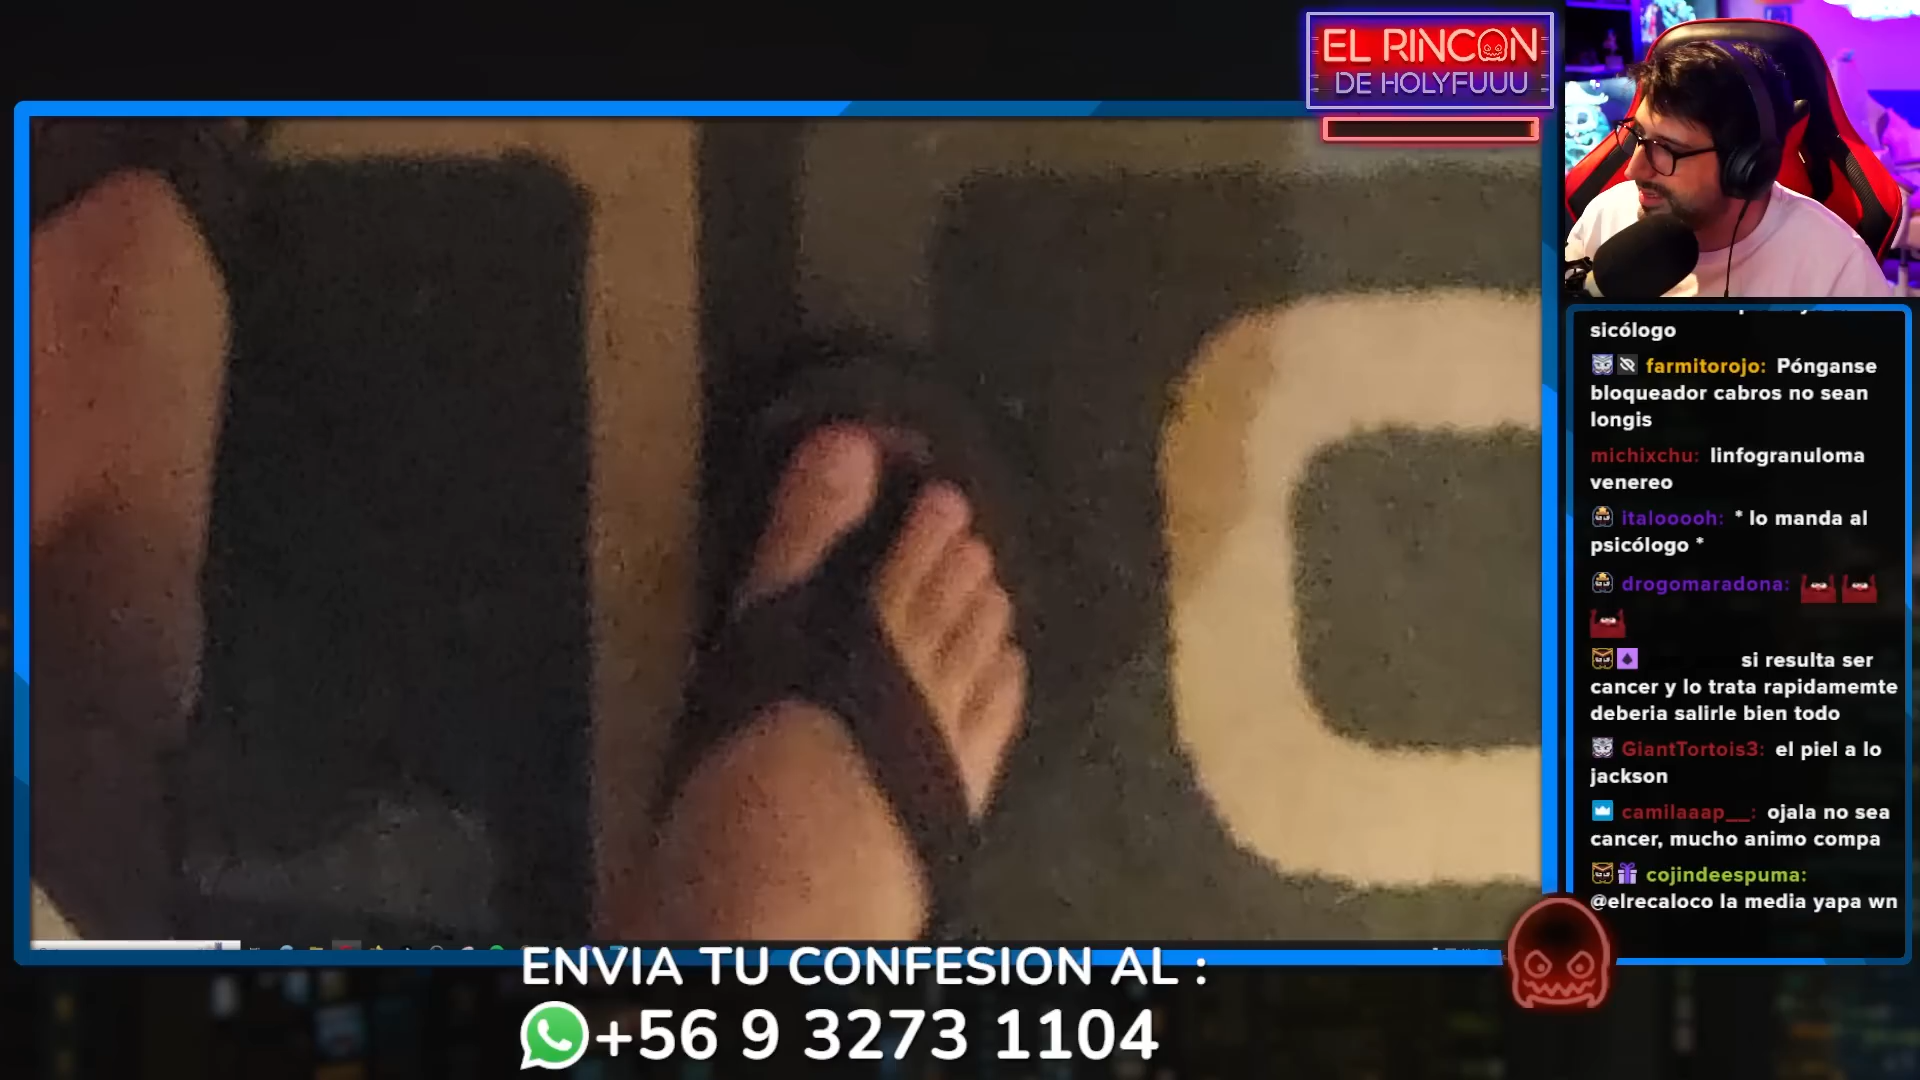 EL RINCON
DE HOLYFUUU
sicólogo
farmitorojo: Pónganse
bloqueador cabros no sean
longis
michixchu: linfogranuloma
venereo
italooooh: * lo manda al
psicólogo *
drogomaradona:
si resulta ser
cancer y lo trata rapidamemte
deberia salirle bien todo
GiantTortois3: el piel a lo
jackson
camilaaap__: ojala no sea
cancer, mucho animo compa
cojindeespuma:
@elrecaloco la media yapa wn
ENVIA TU CONFESION AL :
+56 9 3273 1104